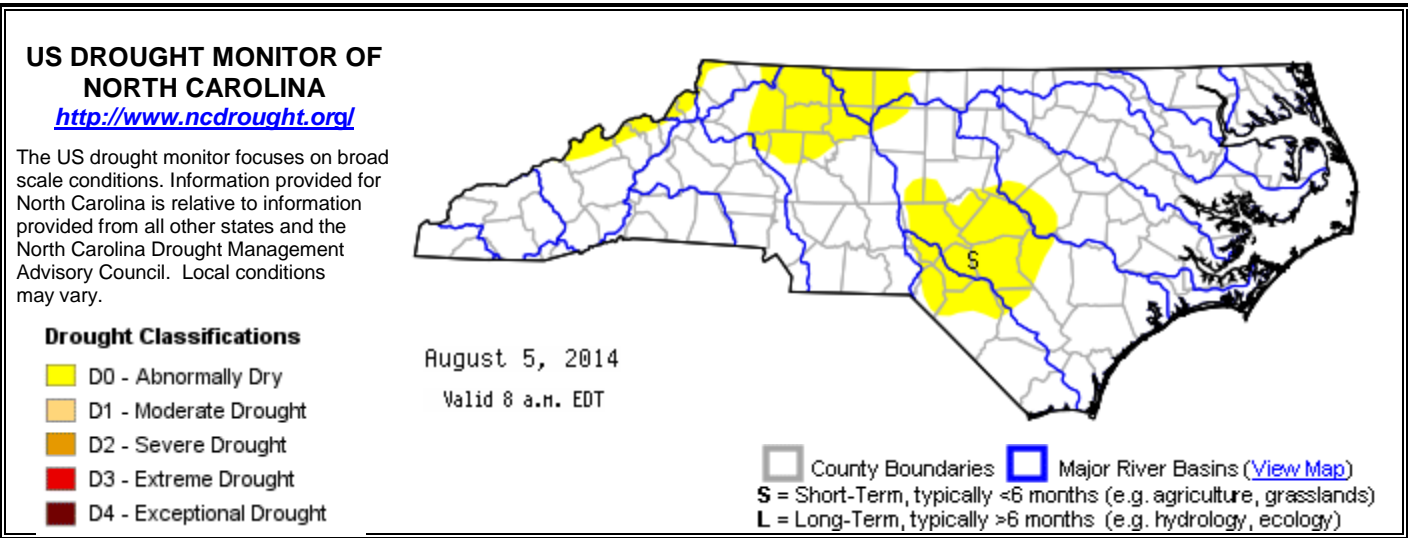 US DROUGHT MONITOR OF
NORTH CAROLINA
http://www.ncdrought.org/
The US drought monitor focuses on broad
scale conditions. Information provided for
North Carolina is relative to information
provided from all other states and the
North Carolina Drought Management
Advisory Council. Local conditions
may vary.
Drought Classifications
D0 - Abnormally Dry
D1 - Moderate Drought
D2 - Severe Drought
D3 - Extreme Drought
D4 - Exceptional Drought
S
August 5, 2014
Valid 8 a.m. EDT
County Boundaries Major River Basins (View Map)
S = Short-Term, typically <6 months (e.g. agriculture, grasslands)
L = Long-Term, typically >6 months (e.g. hydrology, ecology)